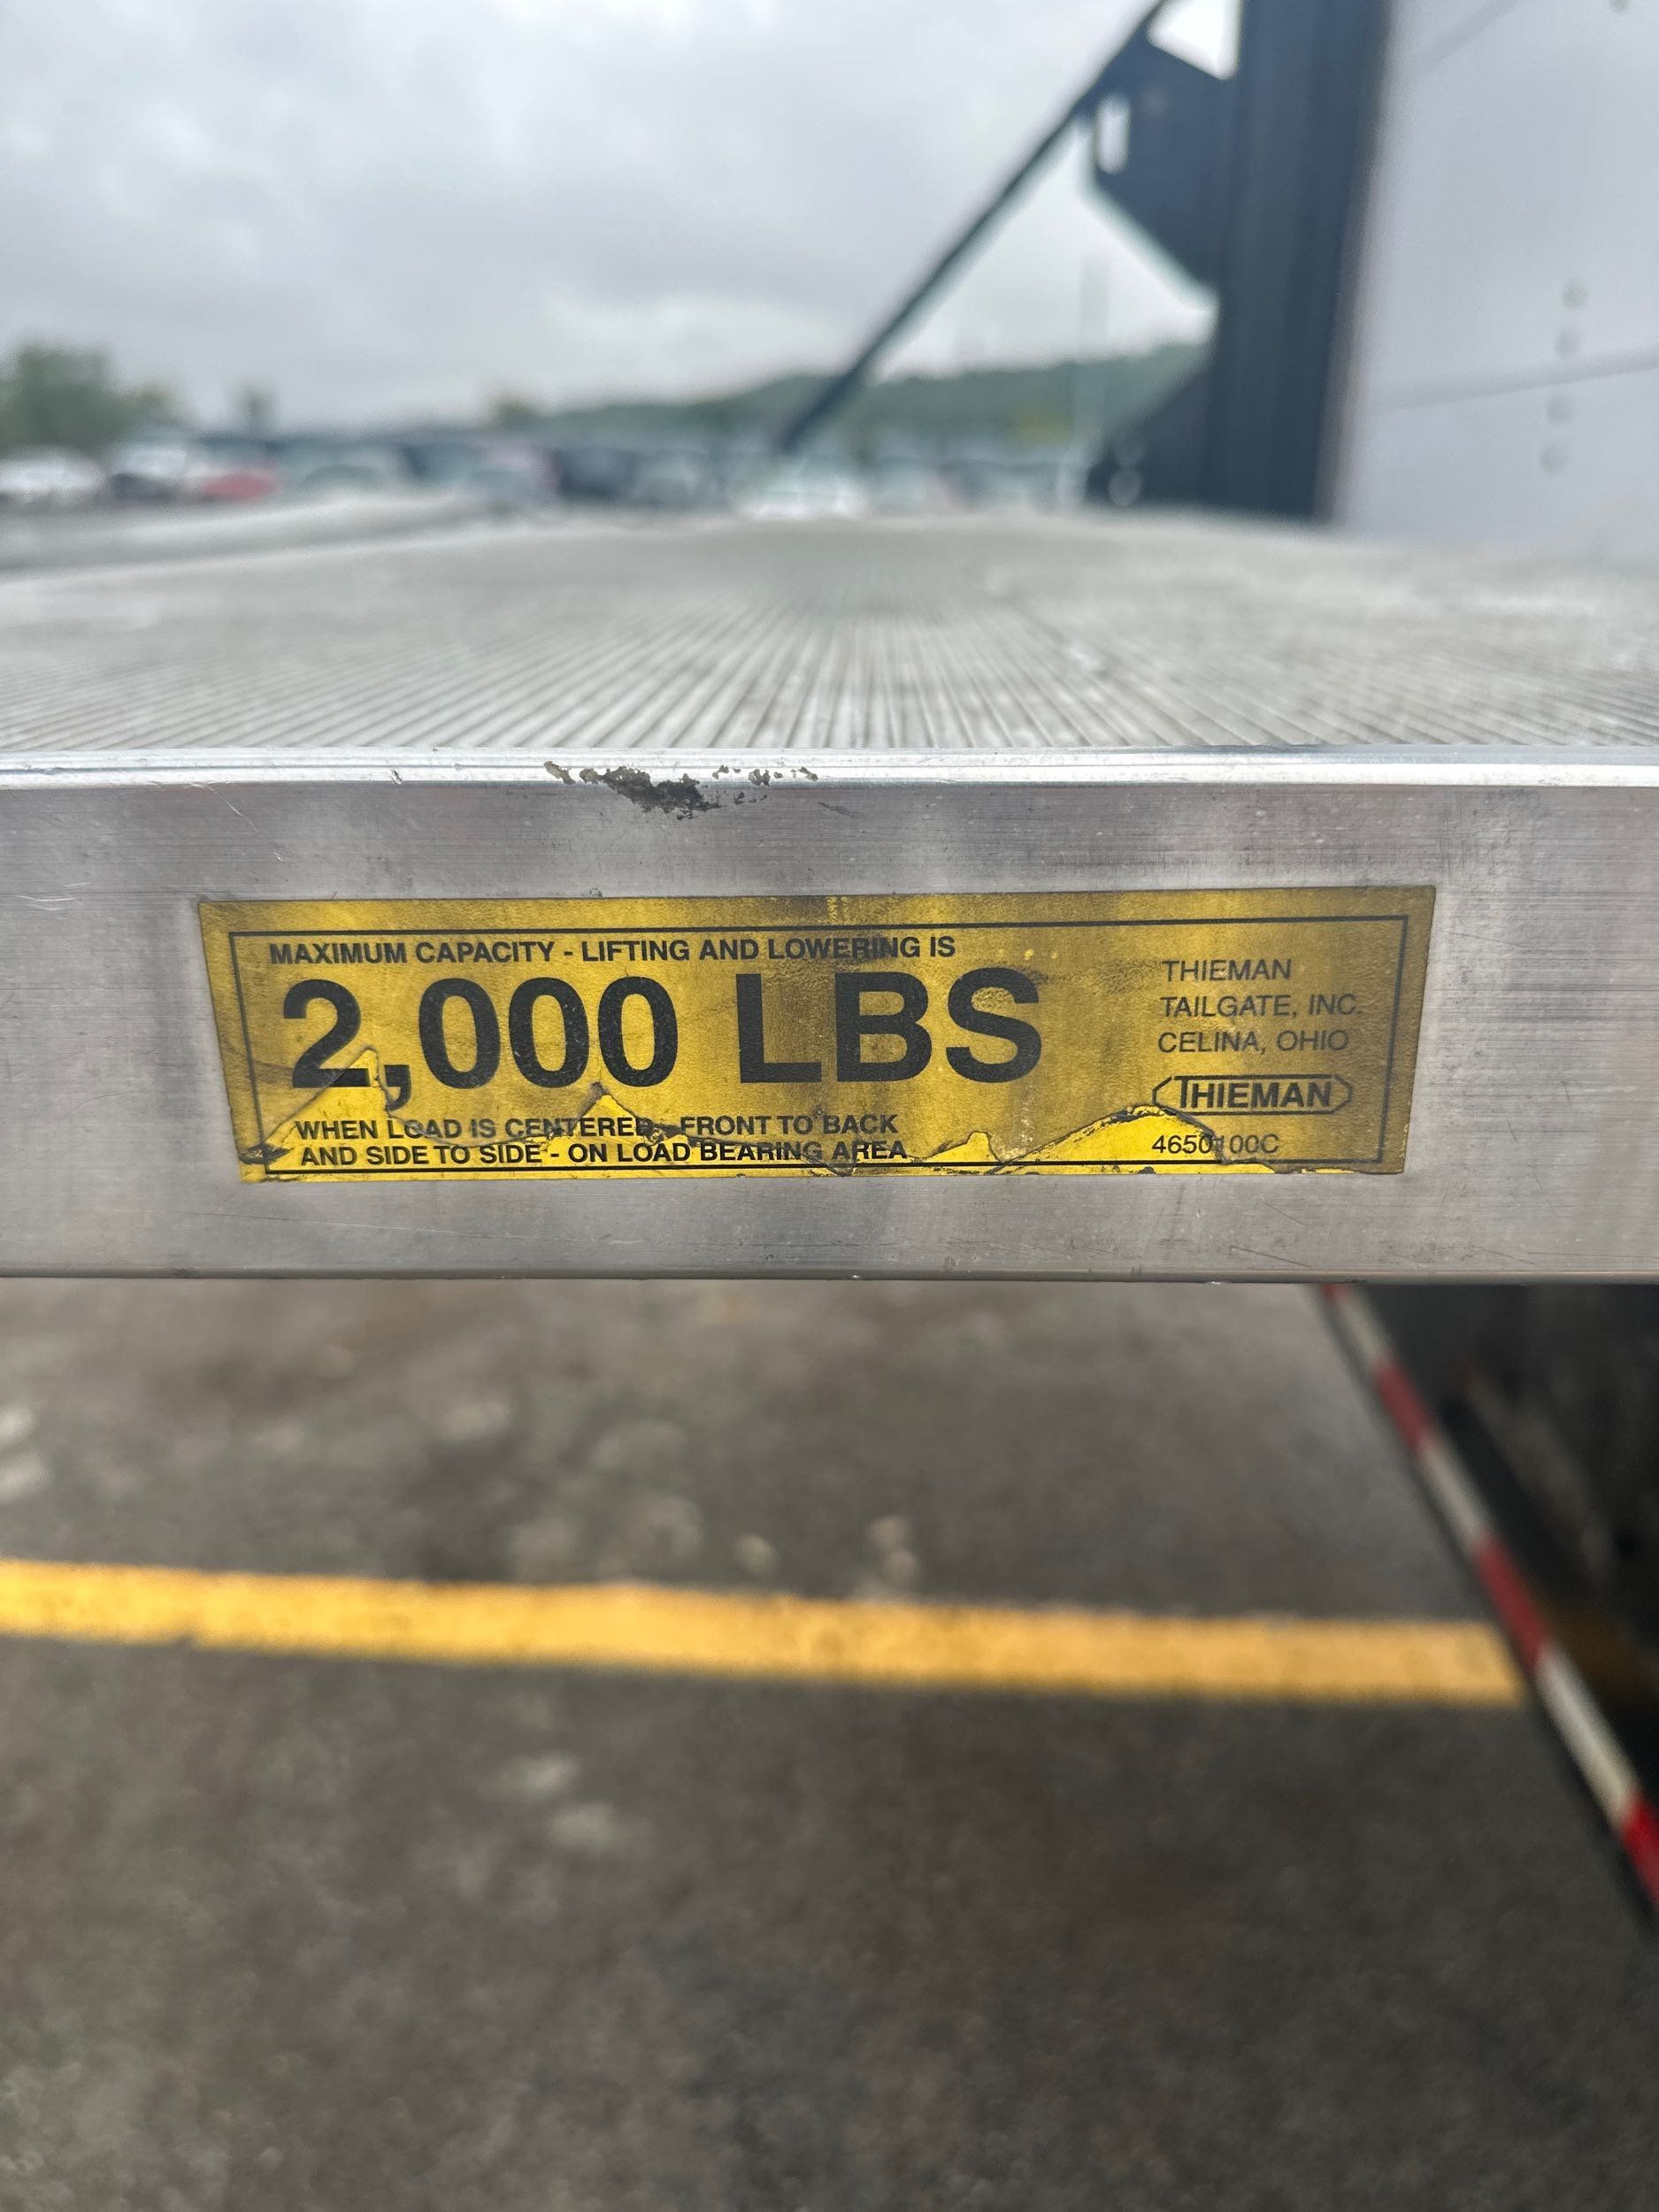 MAXIMUM CAPACITY - LIFTING AND LOWERING IS
2,000 LBS
WHEN LOAD IS CENTERED - FRONT TO BACK
AND SIDE TO SIDE - ON LOAD BEARING AREA
THIEMAN
TAILGATE, INC.
CELINA, OHIO
THIEMAN
4650100C